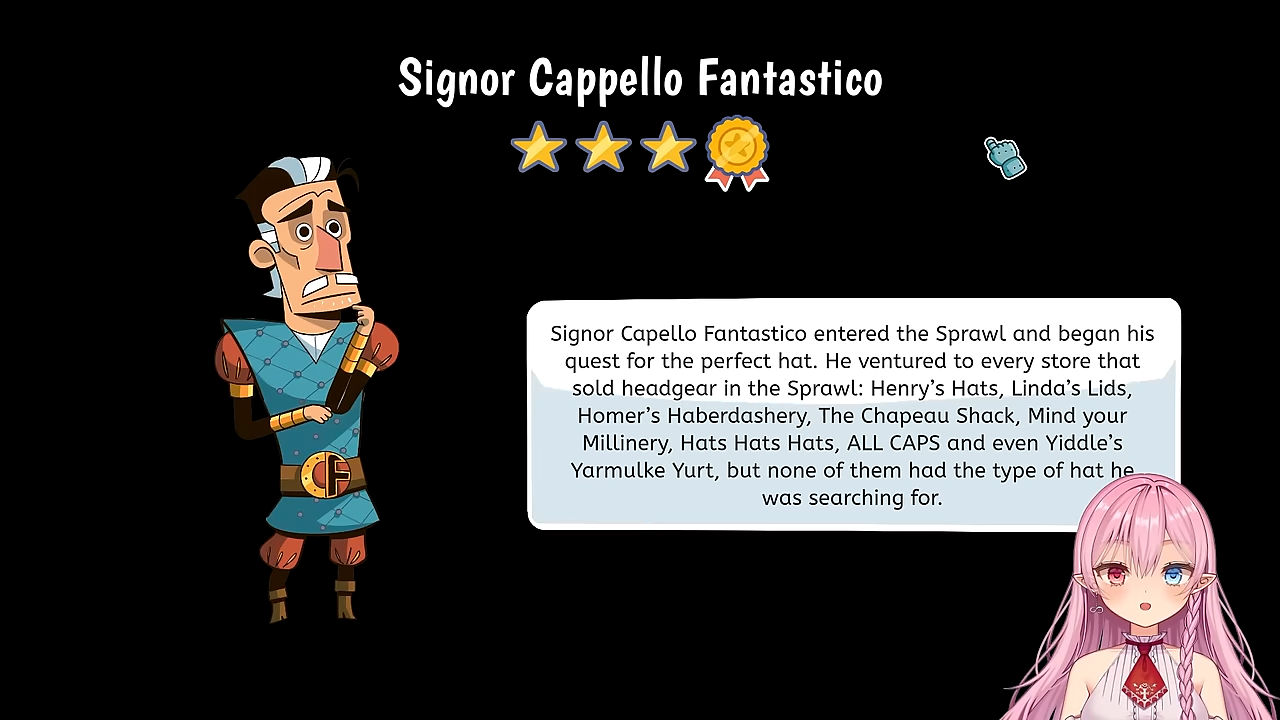 Signor Cappello Fantastico
Signor Capello Fantastico entered the Sprawl and began his
quest for the perfect hat. He ventured to every store that
sold headgear in the Sprawl: Henry's Hats, Linda's Lids,
Homer's Haberdashery, The Chapeau Shack, Mind your
Millinery, Hats Hats Hats, ALL CAPS and even Yiddle's
Yarmulke Yurt, but none of them had the type of hat he
was searching for.